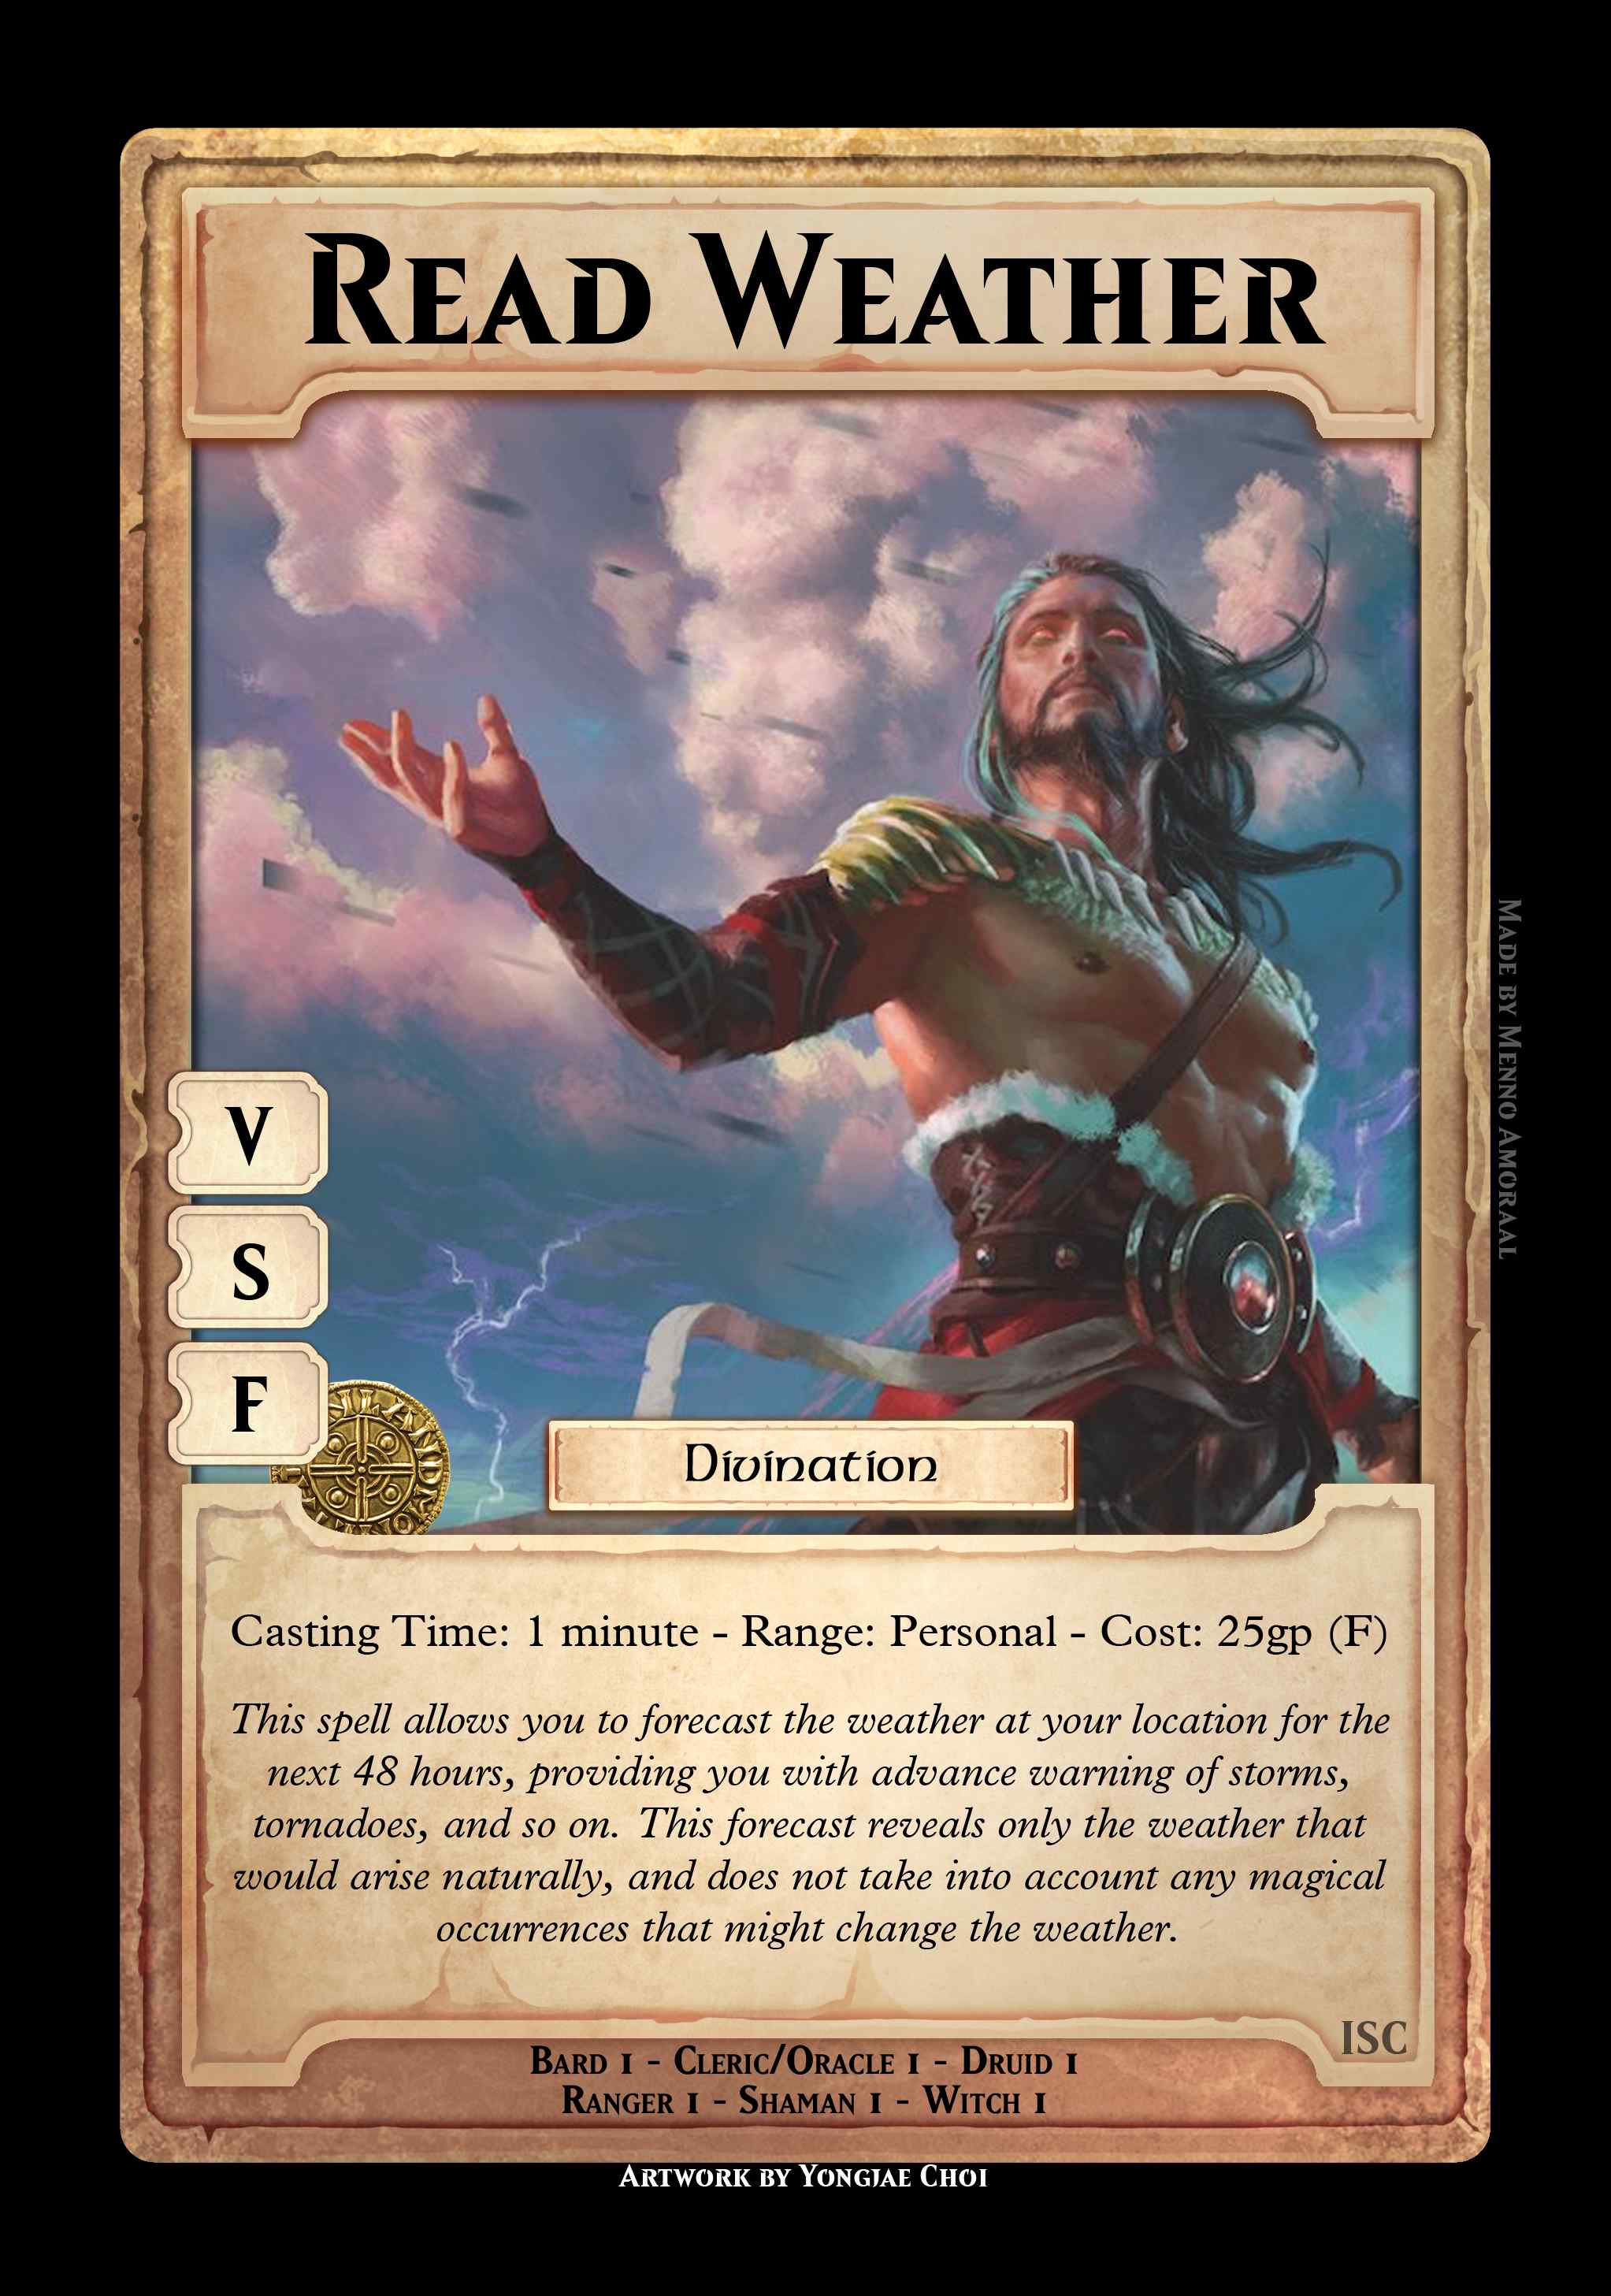 Read Weather
V
S
F
Divination
Casting Time: 1 minute - Range: Personal - Cost: 25gp (F)
This spell allows you to forecast the weather at your location for the
next 48 hours, providing you with advance warning of storms,
tornadoes, and so on. This forecast reveals only the weather that
would arise naturally, and does not take into account any magical
occurrences that might change the weather.
ISC
Bard 1 - Cleric/Oracle 1 - Druid 1
Ranger 1 - Shaman 1 - Witch 1
Artwork by Yongjae Choi
Made by Menno Amoraal